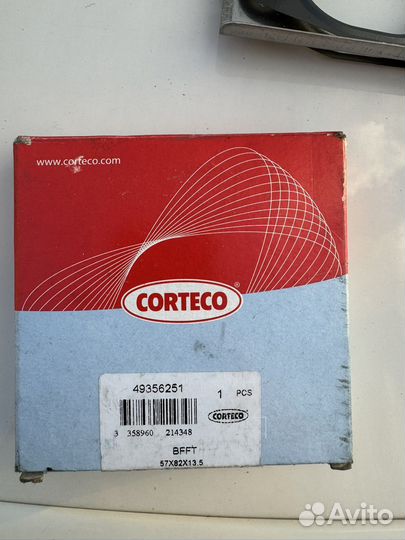 www.corteco.com
CORTECO®
49356251 1 PCS
CORTECO
3 358960 214348
BFFT
57X82X13.5
Avito